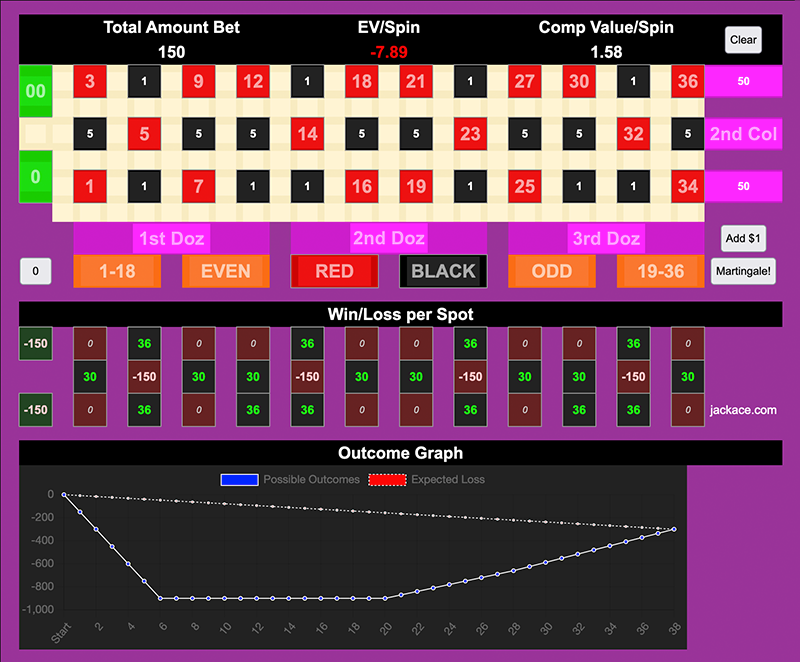 Total Amount Bet EV/Spin Comp Value/Spin
150 -7.89 1.58 Clear
00 3 1 9 12 1 18 21 1 27 30 1 36 50
5 5 5 5 14 5 5 23 5 5 32 5 2nd Col
0 1 1 7 1 1 16 19 1 25 1 1 34 50
1st Doz 2nd Doz 3rd Doz Add $1
0 1-18 EVEN RED BLACK ODD 19-36 Martingale!
Win/Loss per Spot
-150 0 36 0 0 36 0 0 36 0 0 36 0
30 -150 30 30 -150 30 30 -150 30 30 -150 30
-150 0 36 0 36 36 0 0 36 0 36 36 0
jackace.com
Outcome Graph
Possible Outcomes Expected Loss
0
-200
-400
-600
-800
-1,000
Start 2 4 6 8 10 12 14 16 18 20 22 24 26 28 30 32 34 36 38